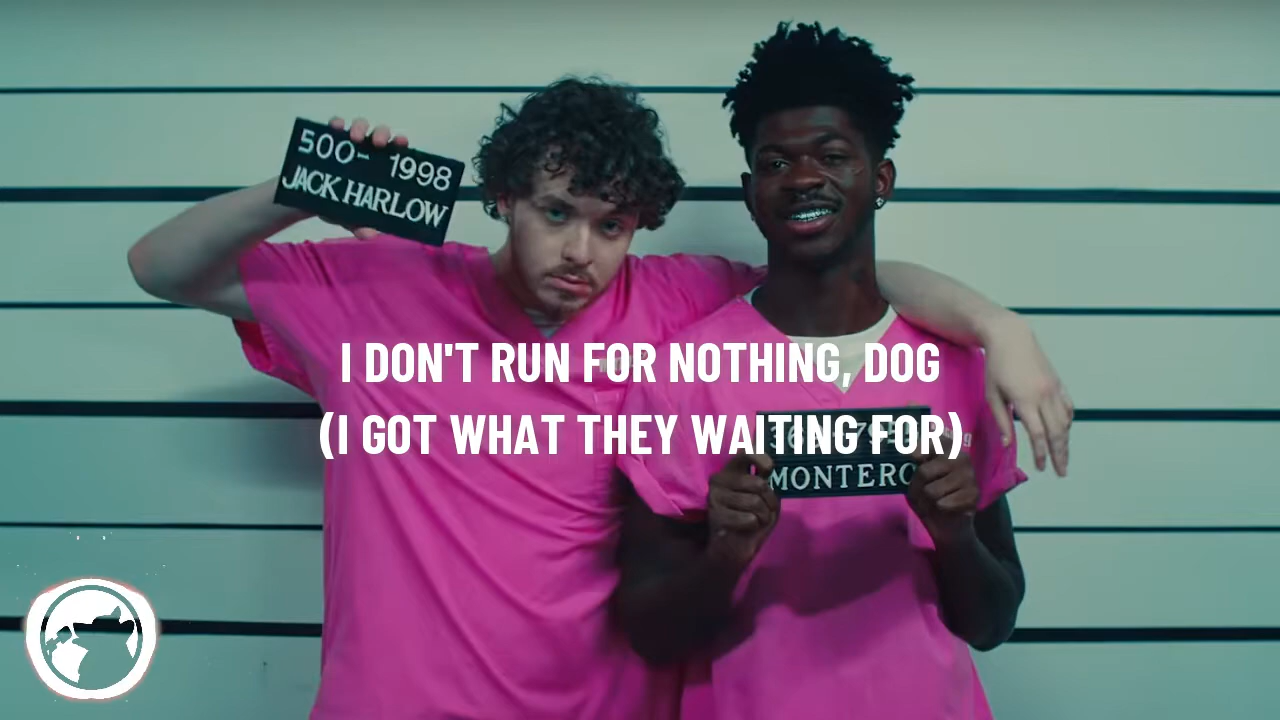 500- 1998
JACK HARLOW
I DON'T RUN FOR NOTHING, DOG
(I GOT WHAT THEY WAITING FOR)
MONTERO